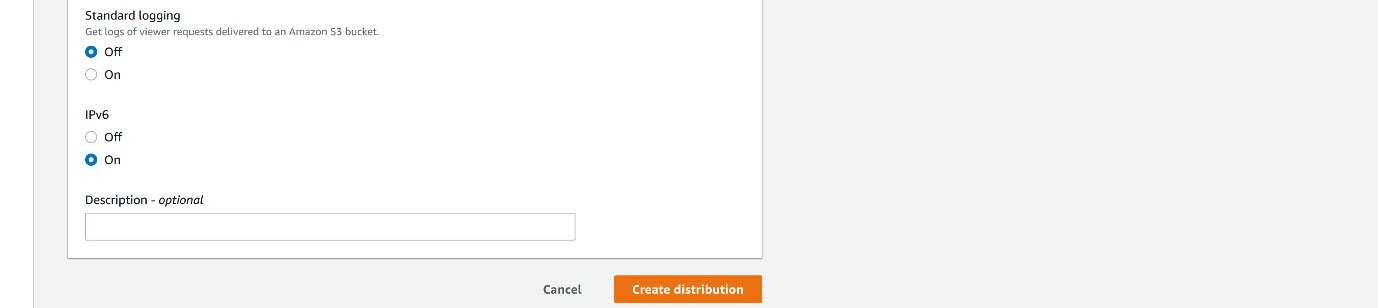 Standard logging
Get logs of viewer requests delivered to an Amazon S3 bucket.
Off
On
IPv6
Off
On
Description - optional
Cancel
Create distribution